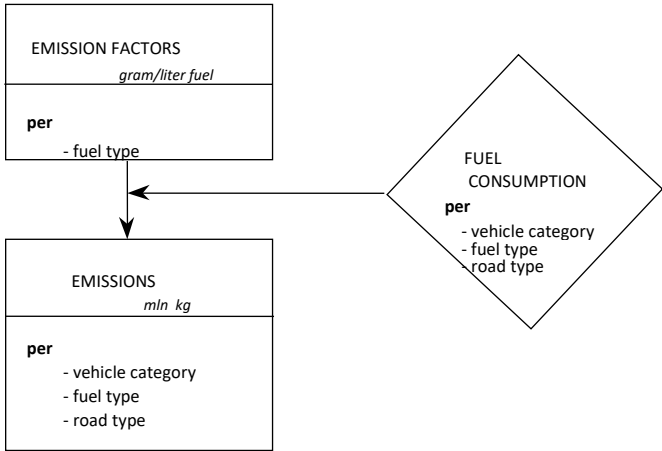 EMISSION FACTORS
gram/liter fuel
per
- fuel type
FUEL
CONSUMPTION
per
- vehicle category
- fuel type
- road type
EMISSIONS
mln kg
per
- vehicle category
- fuel type
- road type